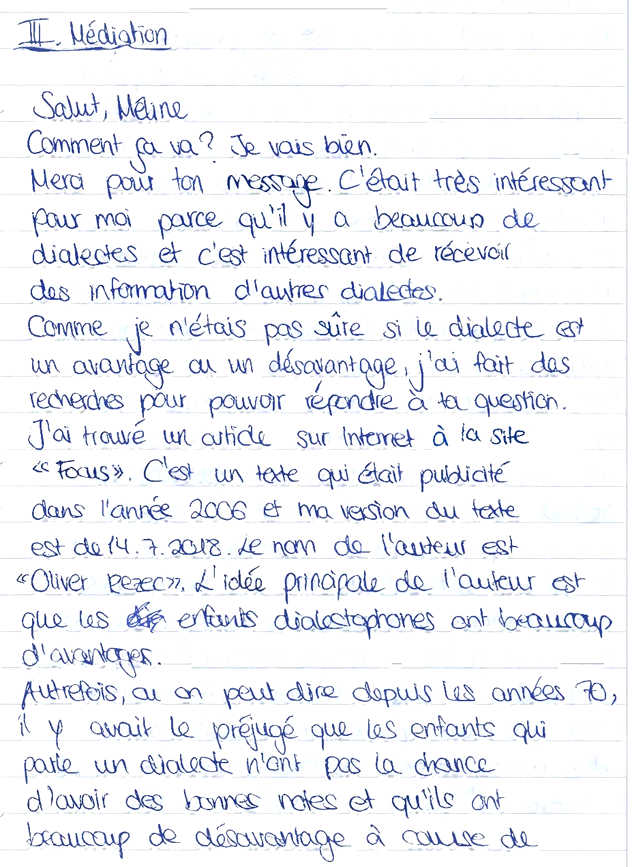 III. Médiation
Salut, Méline
Comment ça va? Je vais bien.
Merci pour ton message. C'était très intéressant
pour moi parce qu'il y a beaucoup de
dialectes et c'est intéressant de récevoir
des information d'autres dialectes.
Comme je n'étais pas sûre si le dialecte est
un avantage ou un désavantage, j'ai fait des
recherches pour pouvoir répondre à ta question.
J'ai trouvé un article sur Internet à la site
« Focus ». C'est un texte qui était publicité
dans l'année 2006 et ma version du texte
est de 14.7.2018. Le nom de l'auteur est
« Oliver Rezec ». L'idée principale de l'auteur est
que les enfants dialectophones ont beaucoup
d'avantages.
Autrefois, ou on peut dire depuis les années 70,
il y avait le préjugé que les enfants qui
parle un dialecte n'ont pas la chance
d'avoir des bonnes notes et qu'ils ont
beaucoup de désavantage à cause de